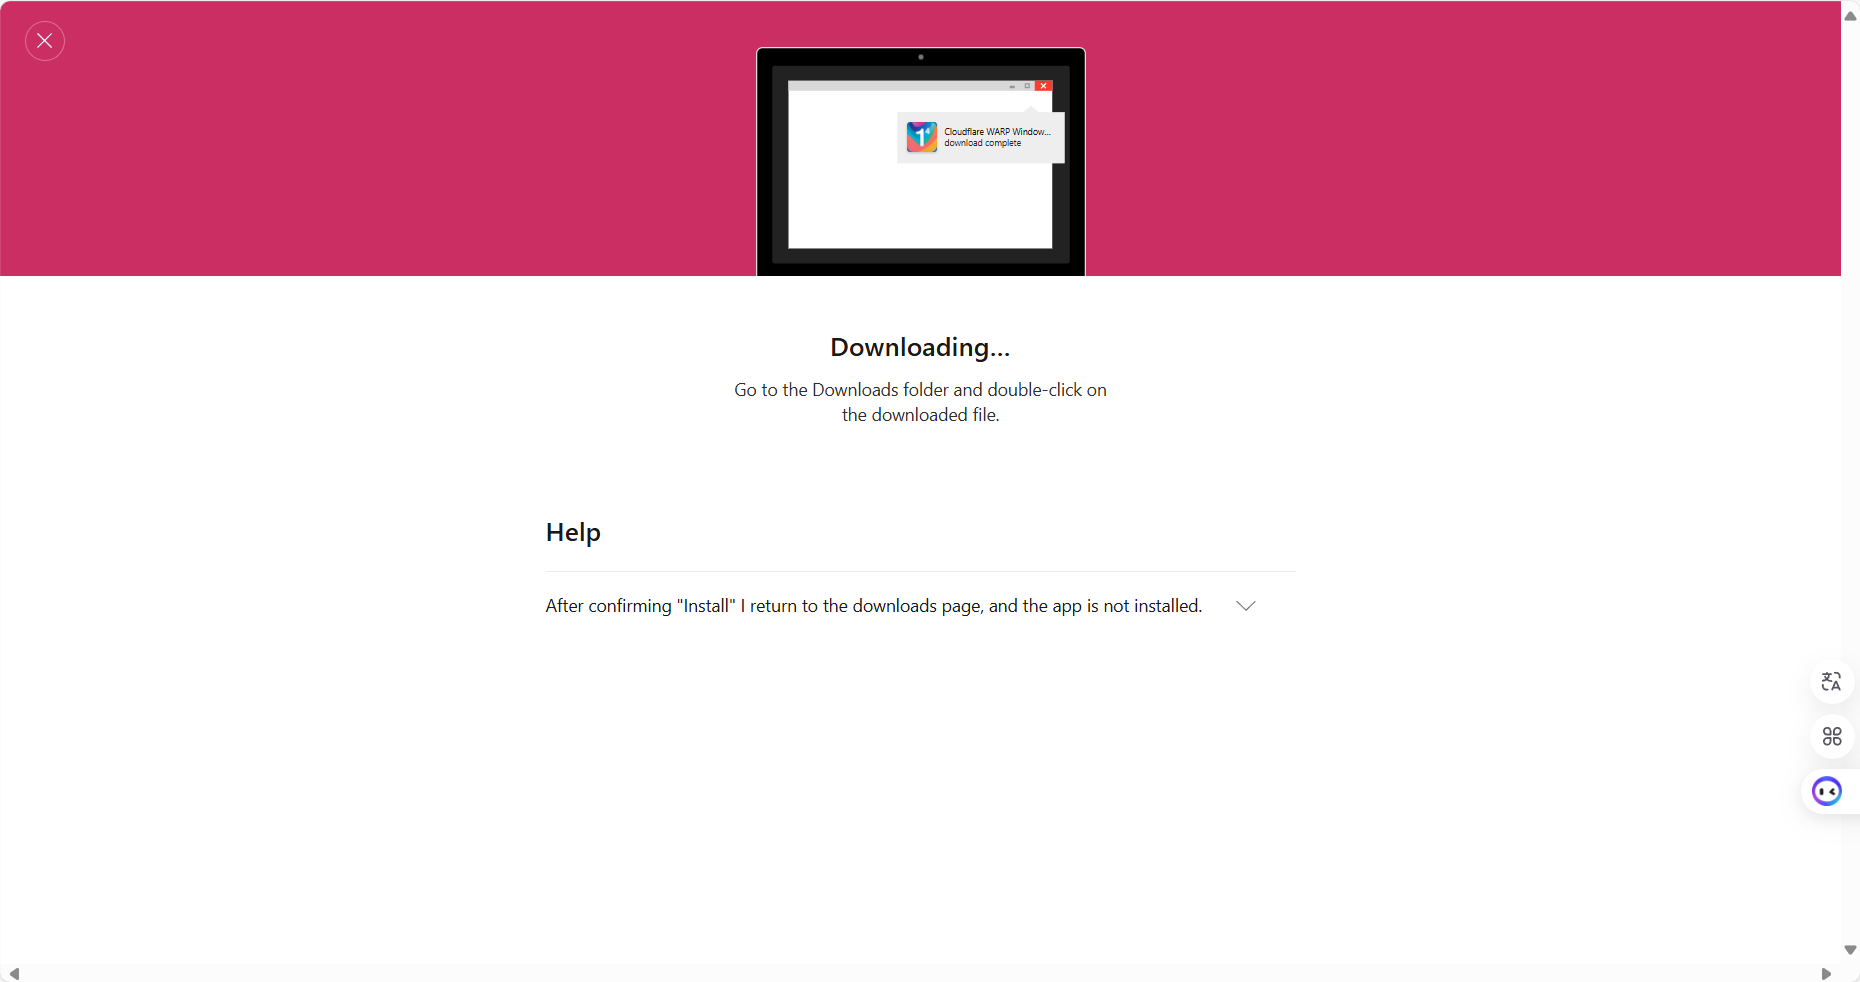 Cloudflare WARP Window...
download complete
Downloading...
Go to the Downloads folder and double-click on
the downloaded file.
Help
After confirming "Install" I return to the downloads page, and the app is not installed.